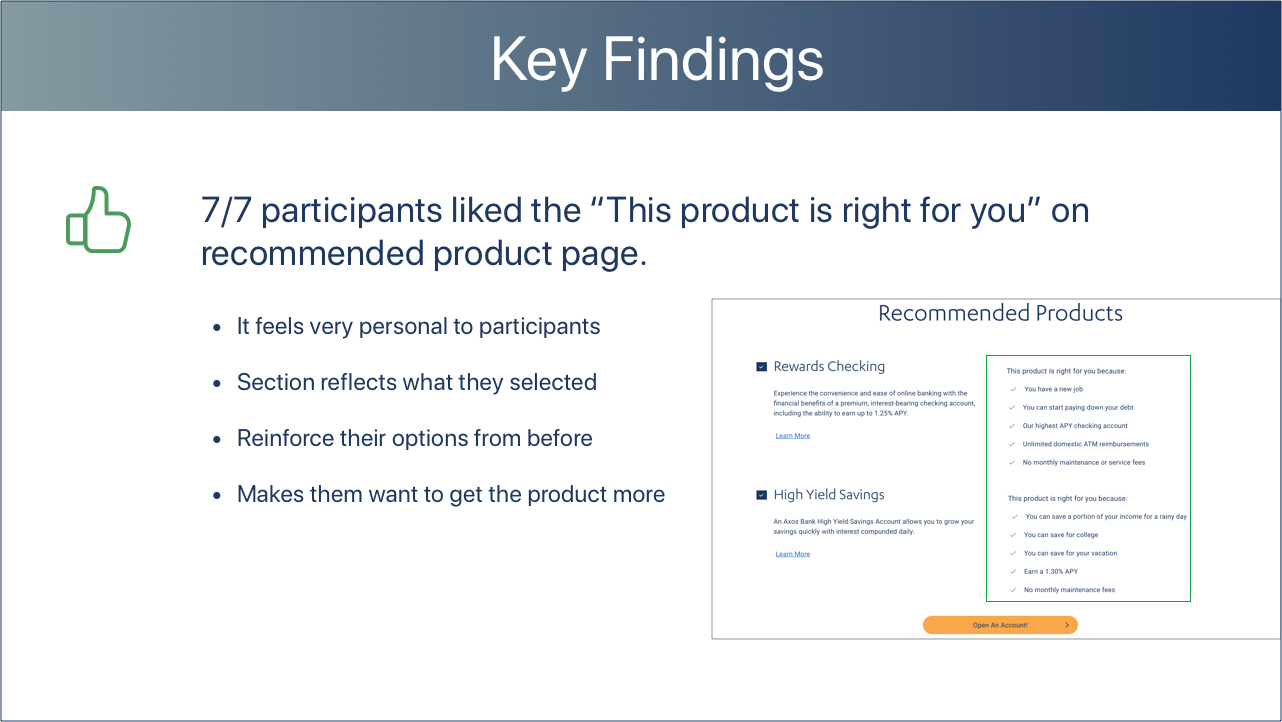 Key Findings
7/7 participants liked the “This product is right for you” on
recommended product page.
• It feels very personal to participants
• Section reflects what they selected
• Reinforce their options from before
• Makes them want to get the product more
Recommended Products
Rewards Checking
Experience the convenience and ease of online banking with the
financial benefits of a premium, interest-bearing checking account,
including the ability to earn up to 1.25% APY.
Learn More
This product is right for you because:
You have a new job
You can start paying down your debt
Our highest APY checking account
Unlimited domestic ATM reimbursements
No monthly maintenance or service fees
High Yield Savings
An Axos Bank High Yield Savings Account allows you to grow your
savings quickly with interest compunded daily.
Learn More
This product is right for you because:
You can save a portion of your income for a rainy day
You can save for college
You can save for your vacation
Earn a 1.30% APY
No monthly maintenance fees
Open An Account!